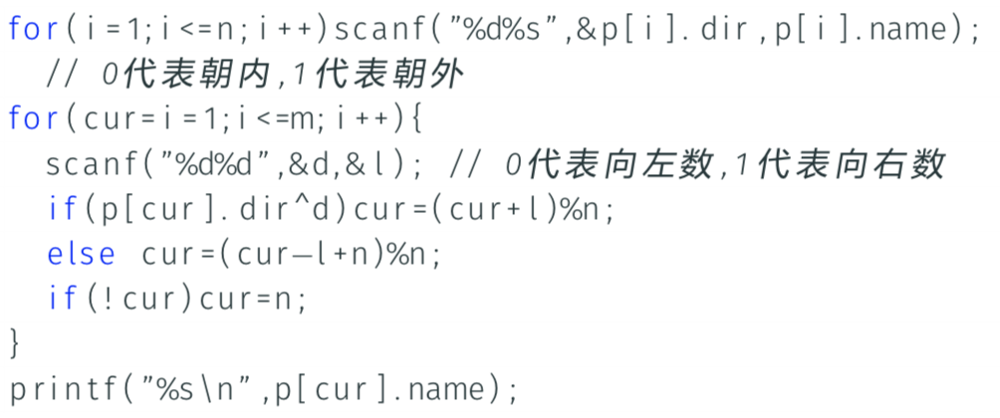 for(i=1;i<=n;i++)scanf("%d%s",&p[i].dir,p[i].name);
// 0代表朝内,1代表朝外
for(cur=i=1;i<=m;i++){
scanf("%d%d",&d,&l); // 0代表向左数,1代表向右数
if(p[cur].dir^d)cur=(cur+l)%n;
else cur=(cur−l+n)%n;
if(!cur)cur=n;
}
printf("%s\n",p[cur].name);